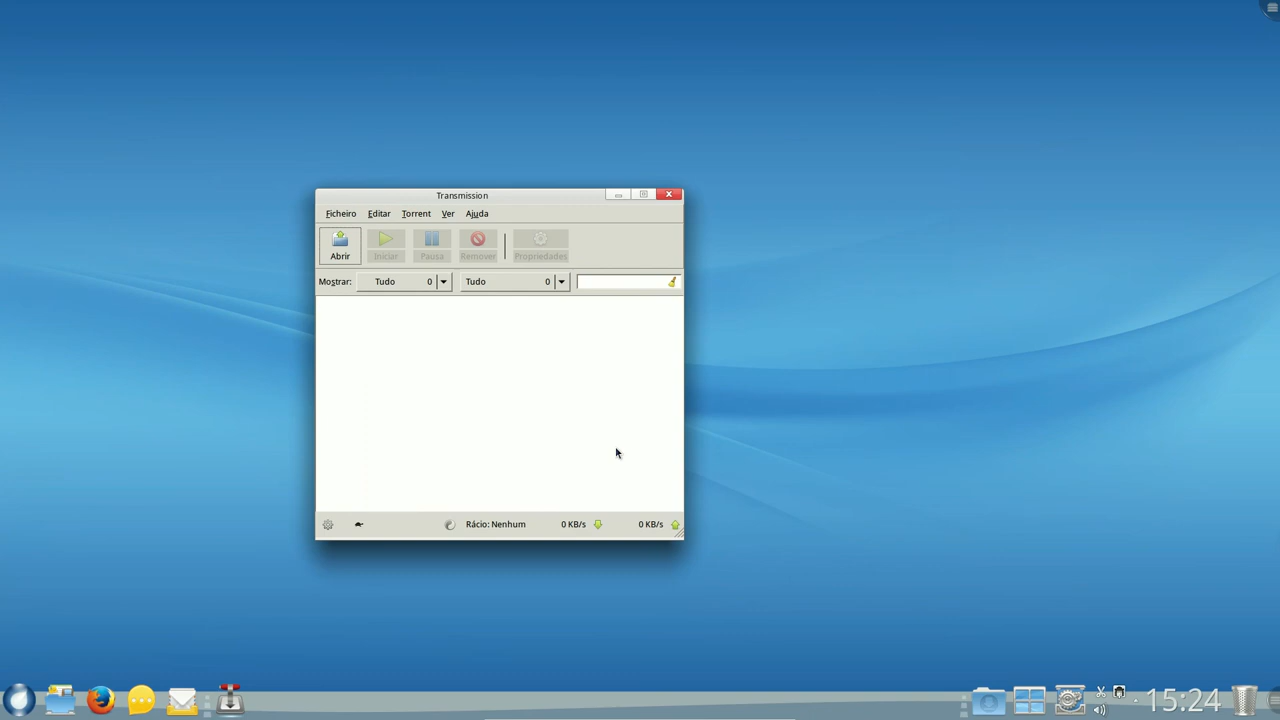 Transmission
Ficheiro Editar Torrent Ver Ajuda
Abrir Iniciar Pausa Remover Propriedades
Mostrar: Tudo 0 Tudo 0
Rácio: Nenhum 0 KB/s 0 KB/s
15:24